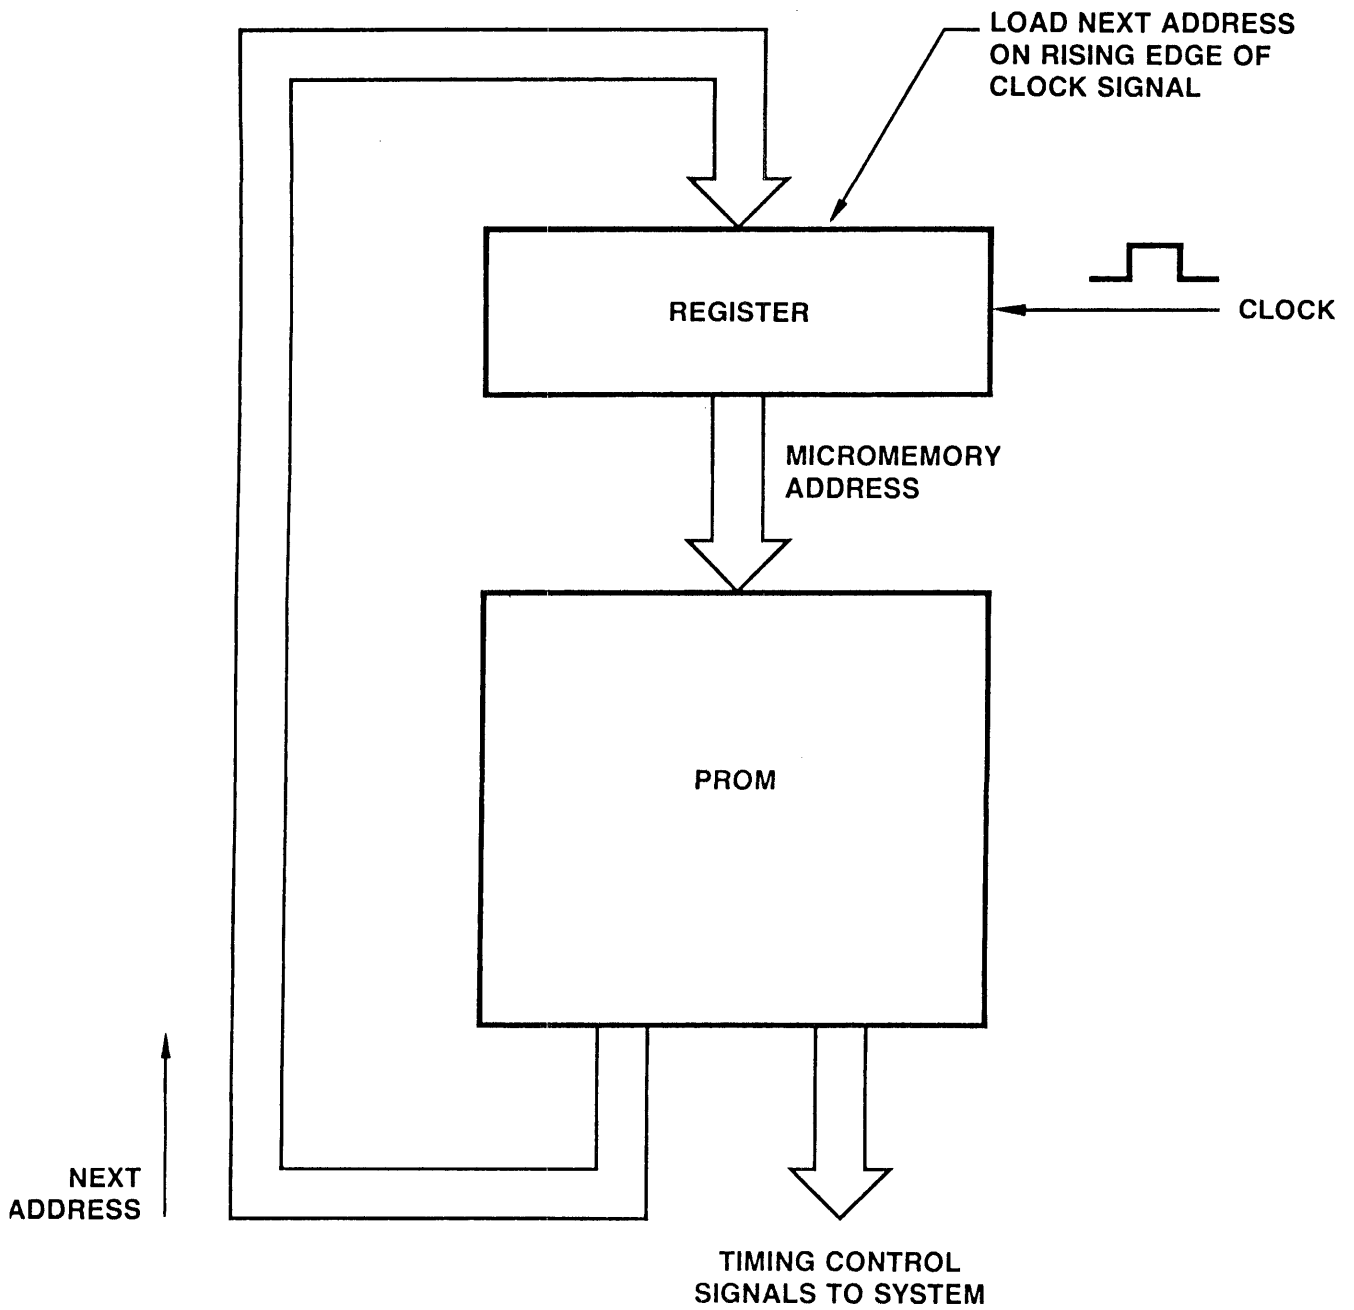 LOAD NEXT ADDRESS
ON RISING EDGE OF
CLOCK SIGNAL
REGISTER
CLOCK
MICROMEMORY
ADDRESS
PROM
NEXT
ADDRESS
TIMING CONTROL
SIGNALS TO SYSTEM